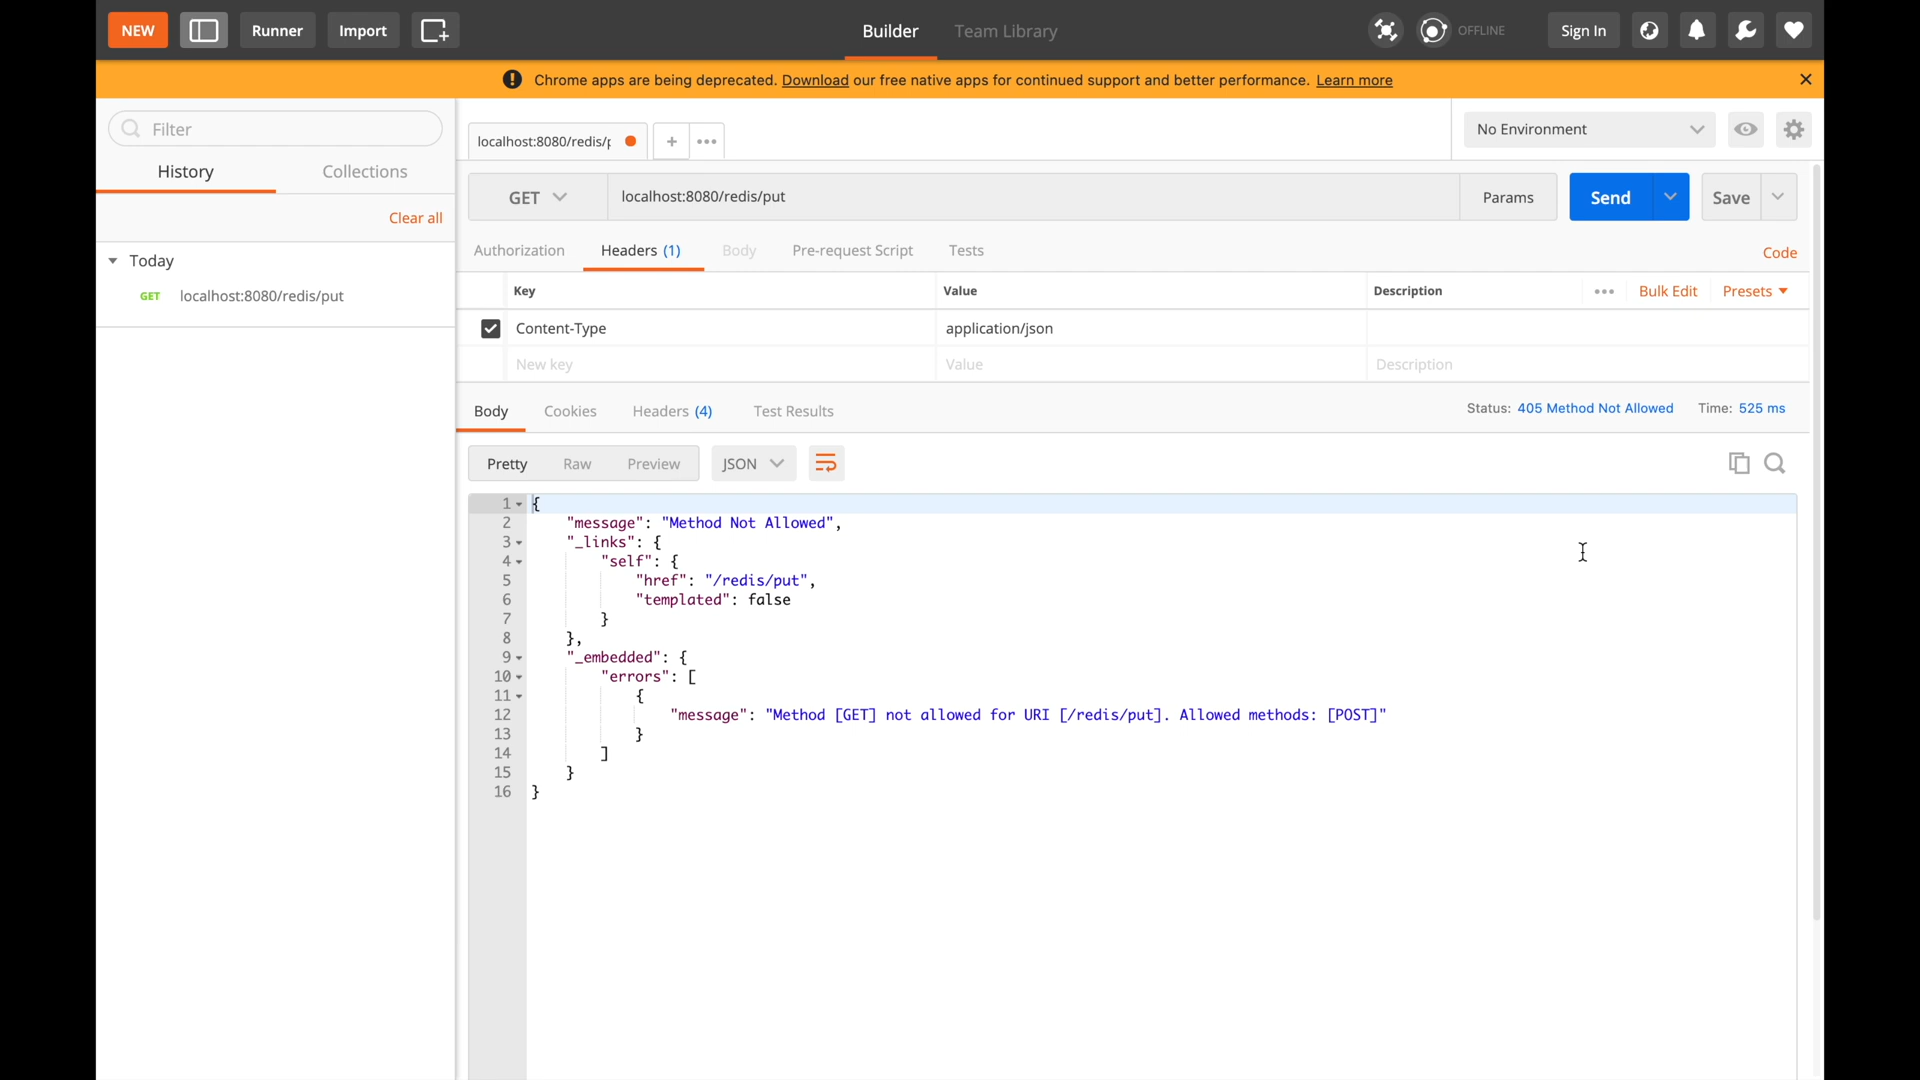 NEW
Runner
Import
Builder
Team Library
OFFLINE
Sign In
Chrome apps are being deprecated. Download our free native apps for continued support and better performance. Learn more
Filter
History
Collections
Clear all
Today
GET localhost:8080/redis/put
localhost:8080/redis/p
No Environment
GET
localhost:8080/redis/put
Params
Send
Save
Authorization
Headers (1)
Body
Pre-request Script
Tests
Code
Key
Value
Description
Bulk Edit
Presets
Content-Type
application/json
New key
Value
Description
Body
Cookies
Headers (4)
Test Results
Status: 405 Method Not Allowed
Time: 525 ms
Pretty
Raw
Preview
JSON
1 {
2 "message": "Method Not Allowed",
3 "_links": {
4 "self": {
5 "href": "/redis/put",
6 "templated": false
7 }
8 },
9 "_embedded": {
10 "errors": [
11 {
12 "message": "Method [GET] not allowed for URI [/redis/put]. Allowed methods: [POST]"
13 }
14 ]
15 }
16 }